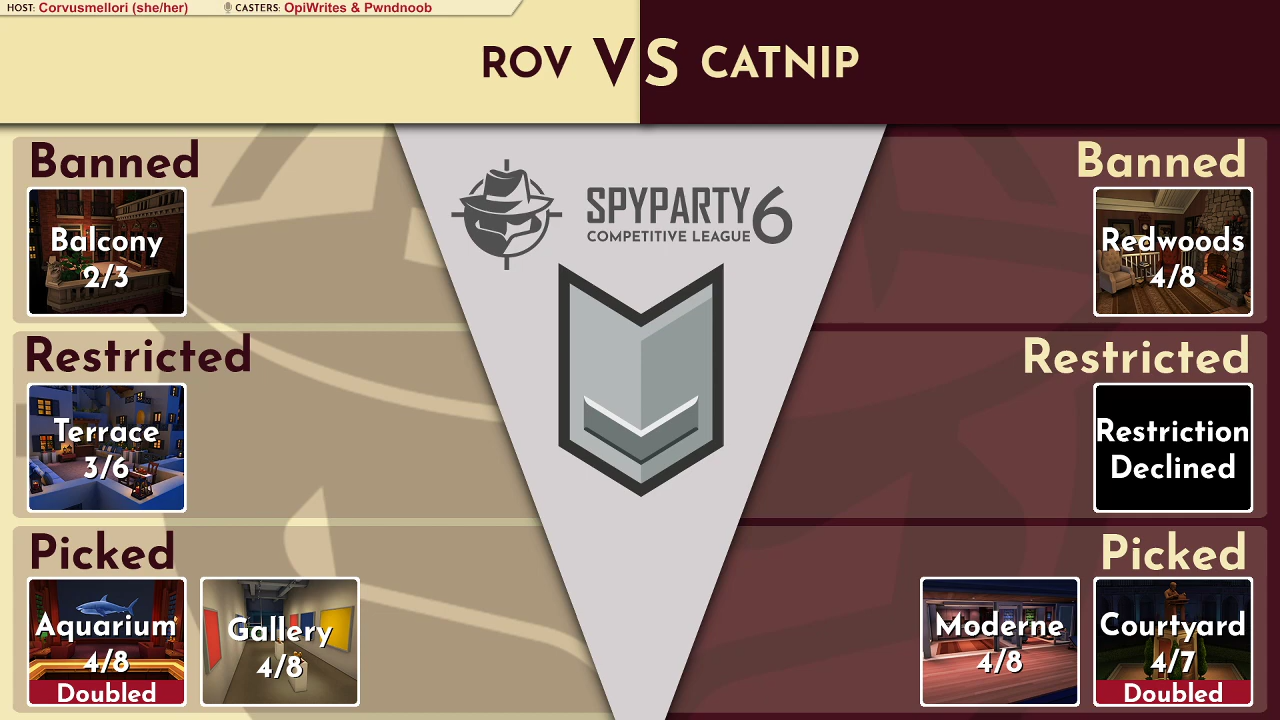 HOST: Corvusmellori (she/her)
CASTERS: OpiWrites & Pwndnoob
ROV VS CATNIP
SPYPARTY 6
COMPETITIVE LEAGUE
Banned
Balcony
2/3
Restricted
Terrace
3/6
Picked
Aquarium
4/8
Doubled
Gallery
4/8
Banned
Redwoods
4/8
Restricted
Restriction
Declined
Picked
Moderne
4/8
Courtyard
4/7
Doubled